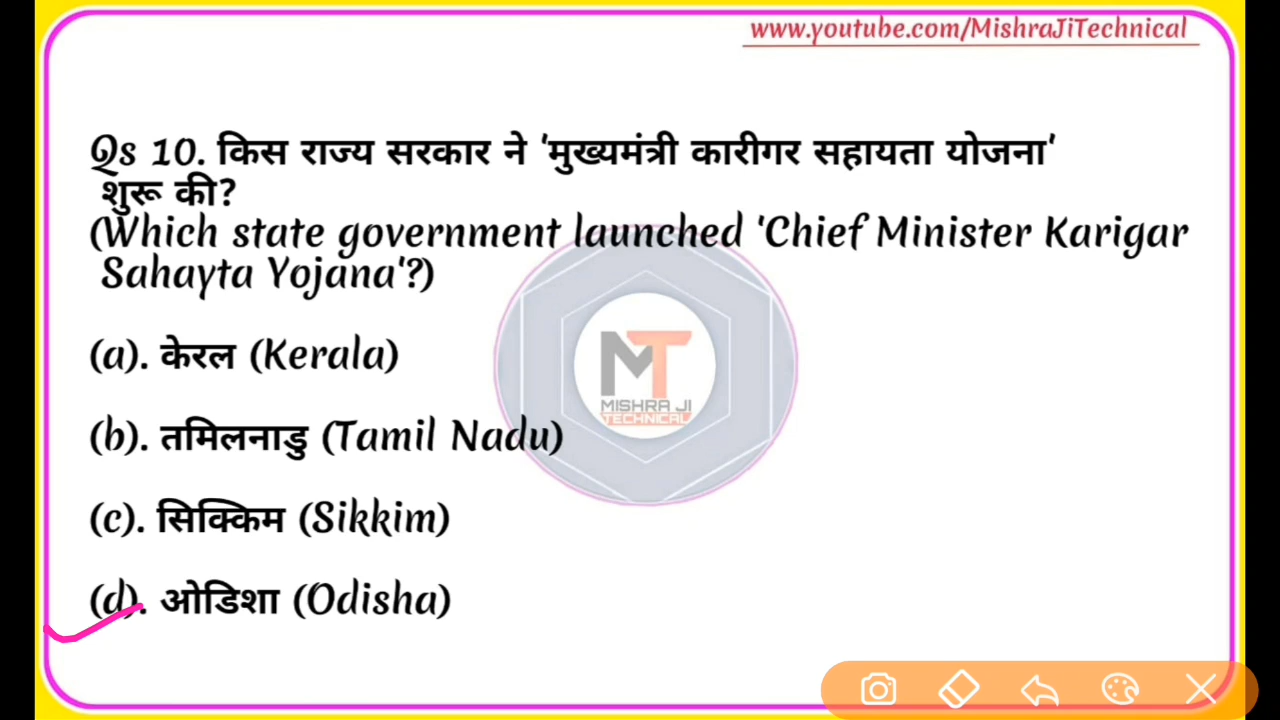 www.youtube.com/MishraJiTechnical
Qs 10. किस राज्य सरकार ने 'मुख्यमंत्री कारीगर सहायता योजना'
शुरू की?
(Which state government launched 'Chief Minister Karigar
Sahayta Yojana'?)
(a). केरल (Kerala)
MT
MISHRA JI
TECHNICAL
(b). तमिलनाडु (Tamil Nadu)
(c). सिक्किम (Sikkim)
(d). ओडिशा (Odisha)